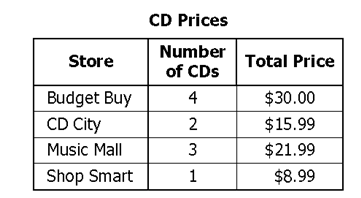 CD Prices
Store Number of CDs Total Price
Budget Buy 4 $30.00
CD City 2 $15.99
Music Mall 3 $21.99
Shop Smart 1 $8.99